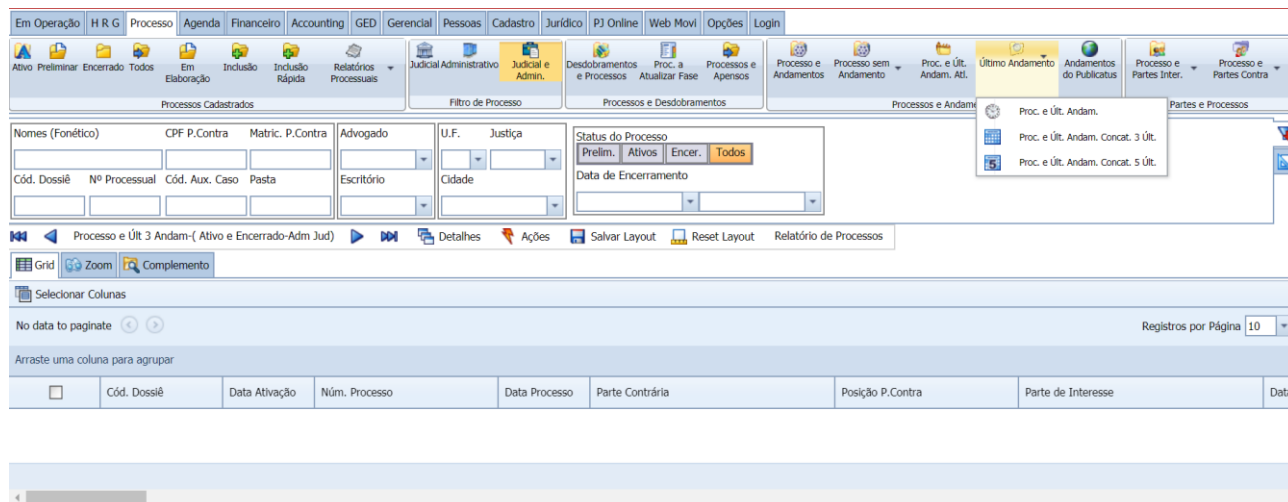 Em Operação H R G Processo Agenda Financeiro Accounting GED Gerencial Pessoas Cadastro Jurídico PJ Online Web Movi Opções Login
Ativo Preliminar Encerrado Todos Em Elaboração Inclusão Inclusão Rápida Relatórios Processuais Judicial Administrativo Judicial e Admin. Desdobramentos e Processos Proc. a Atualizar Fase Processos e Apensos Processo e Andamentos Processo sem Andamento Proc. e Últ. Andam. Atl. Último Andamento Andamentos do Publicatus Processo e Partes Inter. Processo e Partes Contra
Processos Cadastrados Filtro de Processo Processos e Desdobramentos Processos e Andame Partes e Processos
Proc. e Últ. Andam.
Proc. e Últ. Andam. Concat. 3 Últ.
5 Proc. e Últ. Andam. Concat. 5 Últ.
Nomes (Fonético) CPF P.Contra Matric. P.Contra Advogado U.F. Justiça Status do Processo
Prelim. Ativos Encer. Todos
Cód. Dossiê Nº Processual Cód. Aux. Caso Pasta Escritório Cidade Data de Encerramento
Processo e Últ 3 Andam-( Ativo e Encerrado-Adm Jud) Detalhes Ações Salvar Layout Reset Layout Relatório de Processos
Grid Zoom Complemento
Selecionar Colunas
No data to paginate Registros por Página 10
Arraste uma coluna para agrupar
Cód. Dossiê Data Ativação Núm. Processo Data Processo Parte Contrária Posição P.Contra Parte de Interesse Data